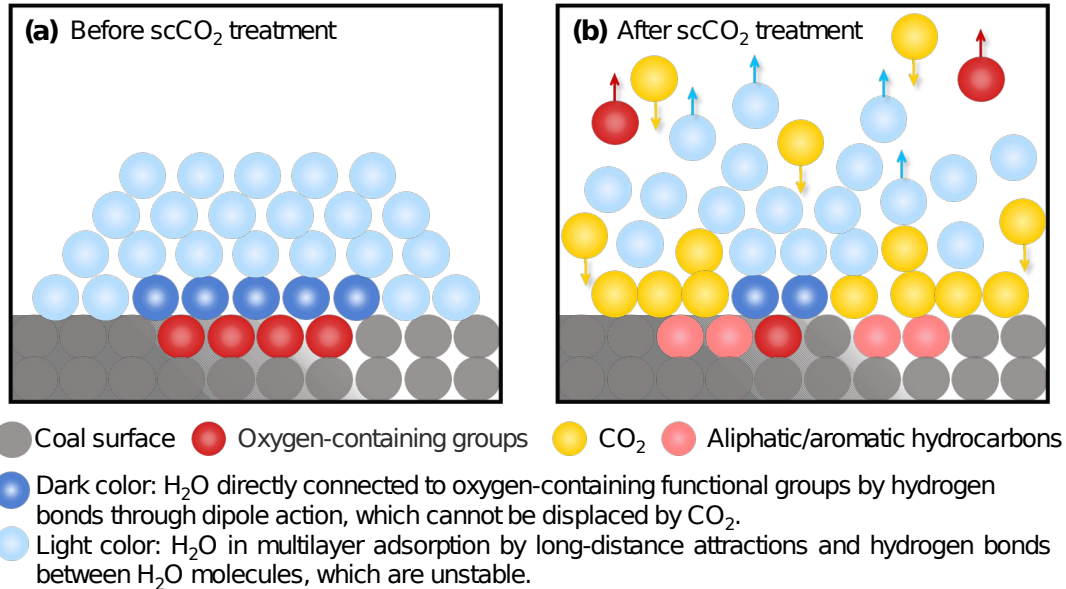 (a) Before scCO₂ treatment
(b) After scCO₂ treatment
Coal surface
Oxygen-containing groups
CO₂
Aliphatic/aromatic hydrocarbons
Dark color: H₂O directly connected to oxygen-containing functional groups by hydrogen
bonds through dipole action, which cannot be displaced by CO₂.
Light color: H₂O in multilayer adsorption by long-distance attractions and hydrogen bonds
between H₂O molecules, which are unstable.